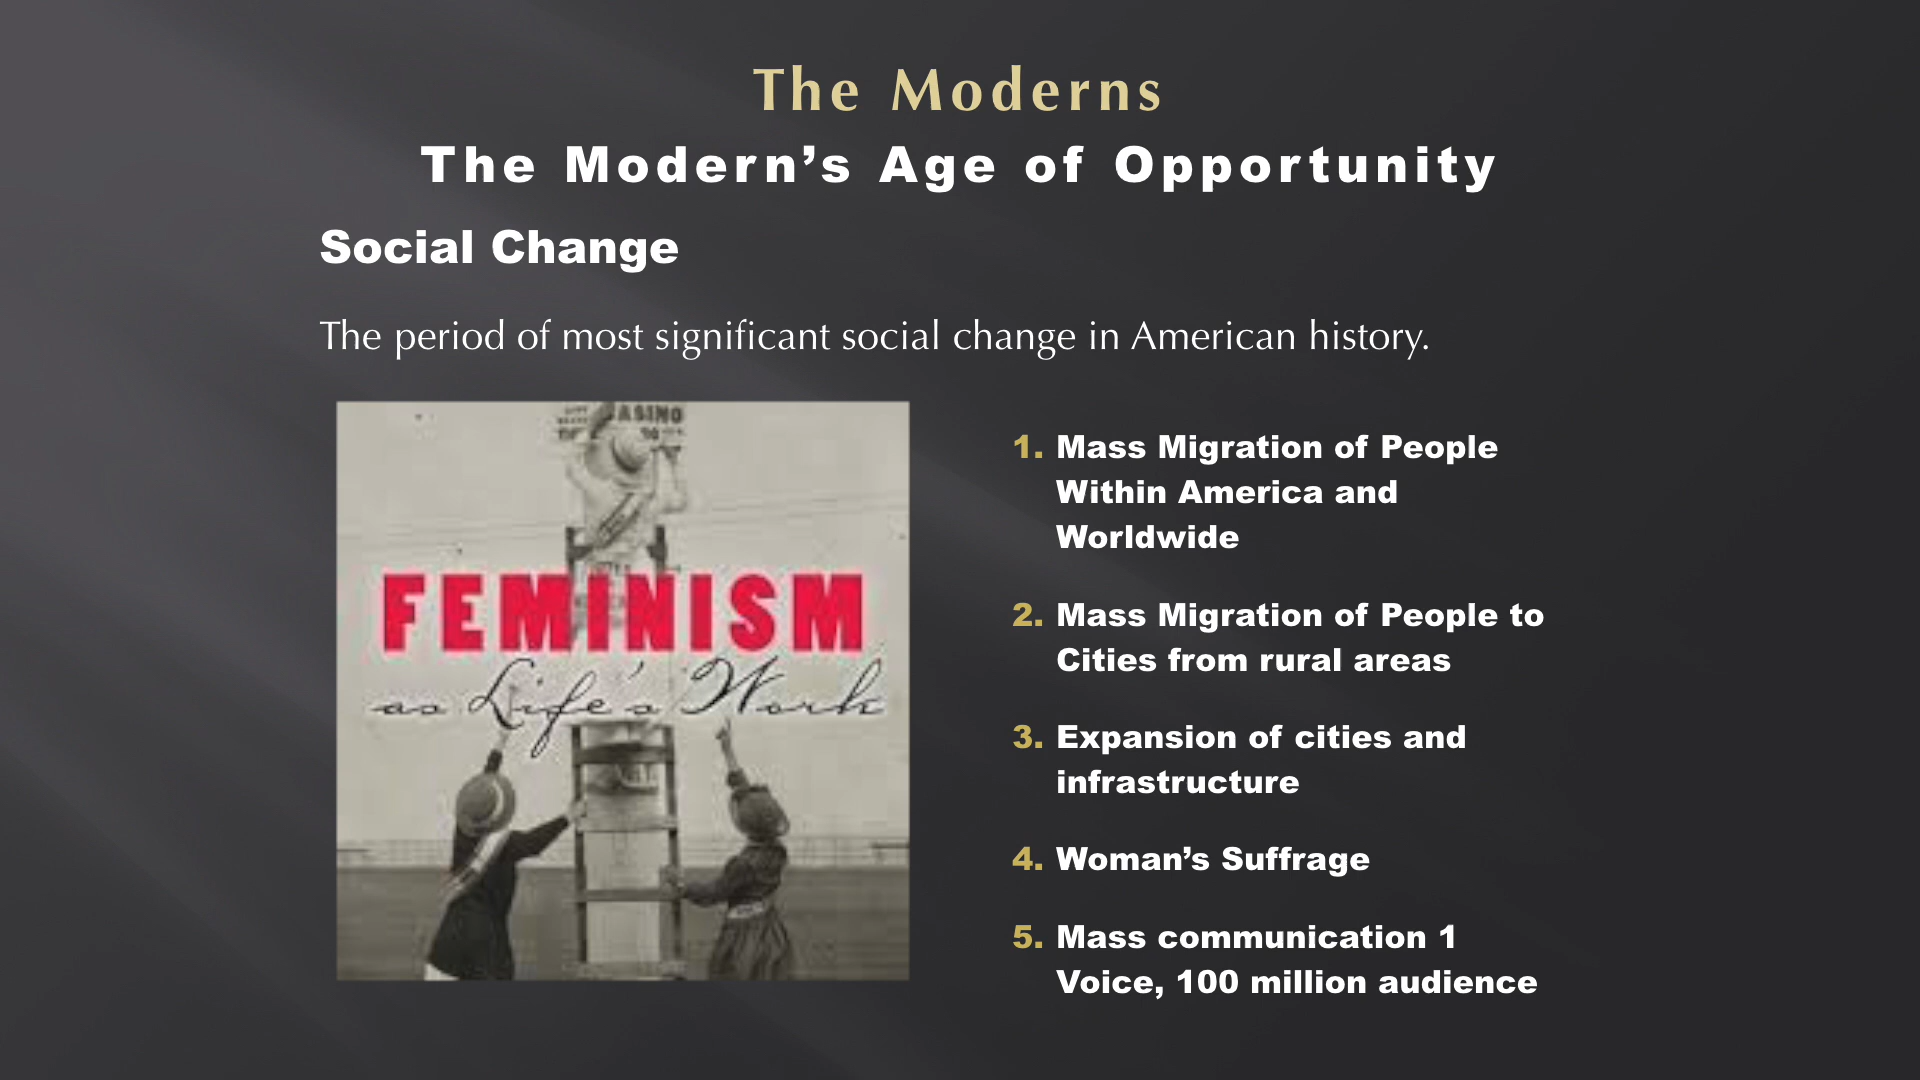 The Moderns
The Modern’s Age of Opportunity
Social Change
The period of most significant social change in American history.
FEMINISM
as Life's Work
1. Mass Migration of People
Within America and
Worldwide
2. Mass Migration of People to
Cities from rural areas
3. Expansion of cities and
infrastructure
4. Woman’s Suffrage
5. Mass communication 1
Voice, 100 million audience